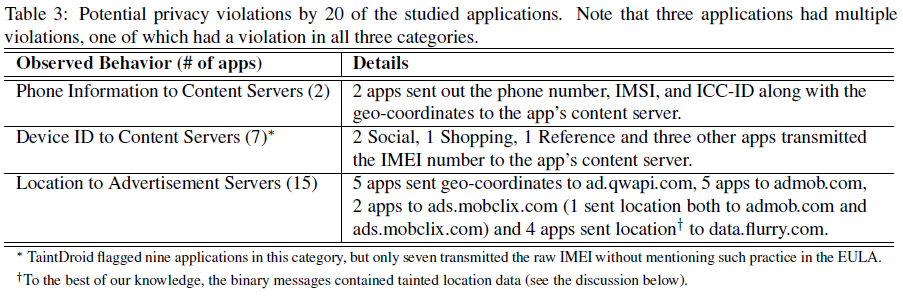 Table 3: Potential privacy violations by 20 of the studied applications. Note that three applications had multiple
violations, one of which had a violation in all three categories.
Observed Behavior (# of apps) Details
Phone Information to Content Servers (2) 2 apps sent out the phone number, IMSI, and ICC-ID along with the
geo-coordinates to the app's content server.
Device ID to Content Servers (7)* 2 Social, 1 Shopping, 1 Reference and three other apps transmitted
the IMEI number to the app's content server.
Location to Advertisement Servers (15) 5 apps sent geo-coordinates to ad.qwapi.com, 5 apps to admob.com,
2 apps to ads.mobclix.com (1 sent location both to admob.com and
ads.mobclix.com) and 4 apps sent location† to data.flurry.com.
* TaintDroid flagged nine applications in this category, but only seven transmitted the raw IMEI without mentioning such practice in the EULA.
†To the best of our knowledge, the binary messages contained tainted location data (see the discussion below).